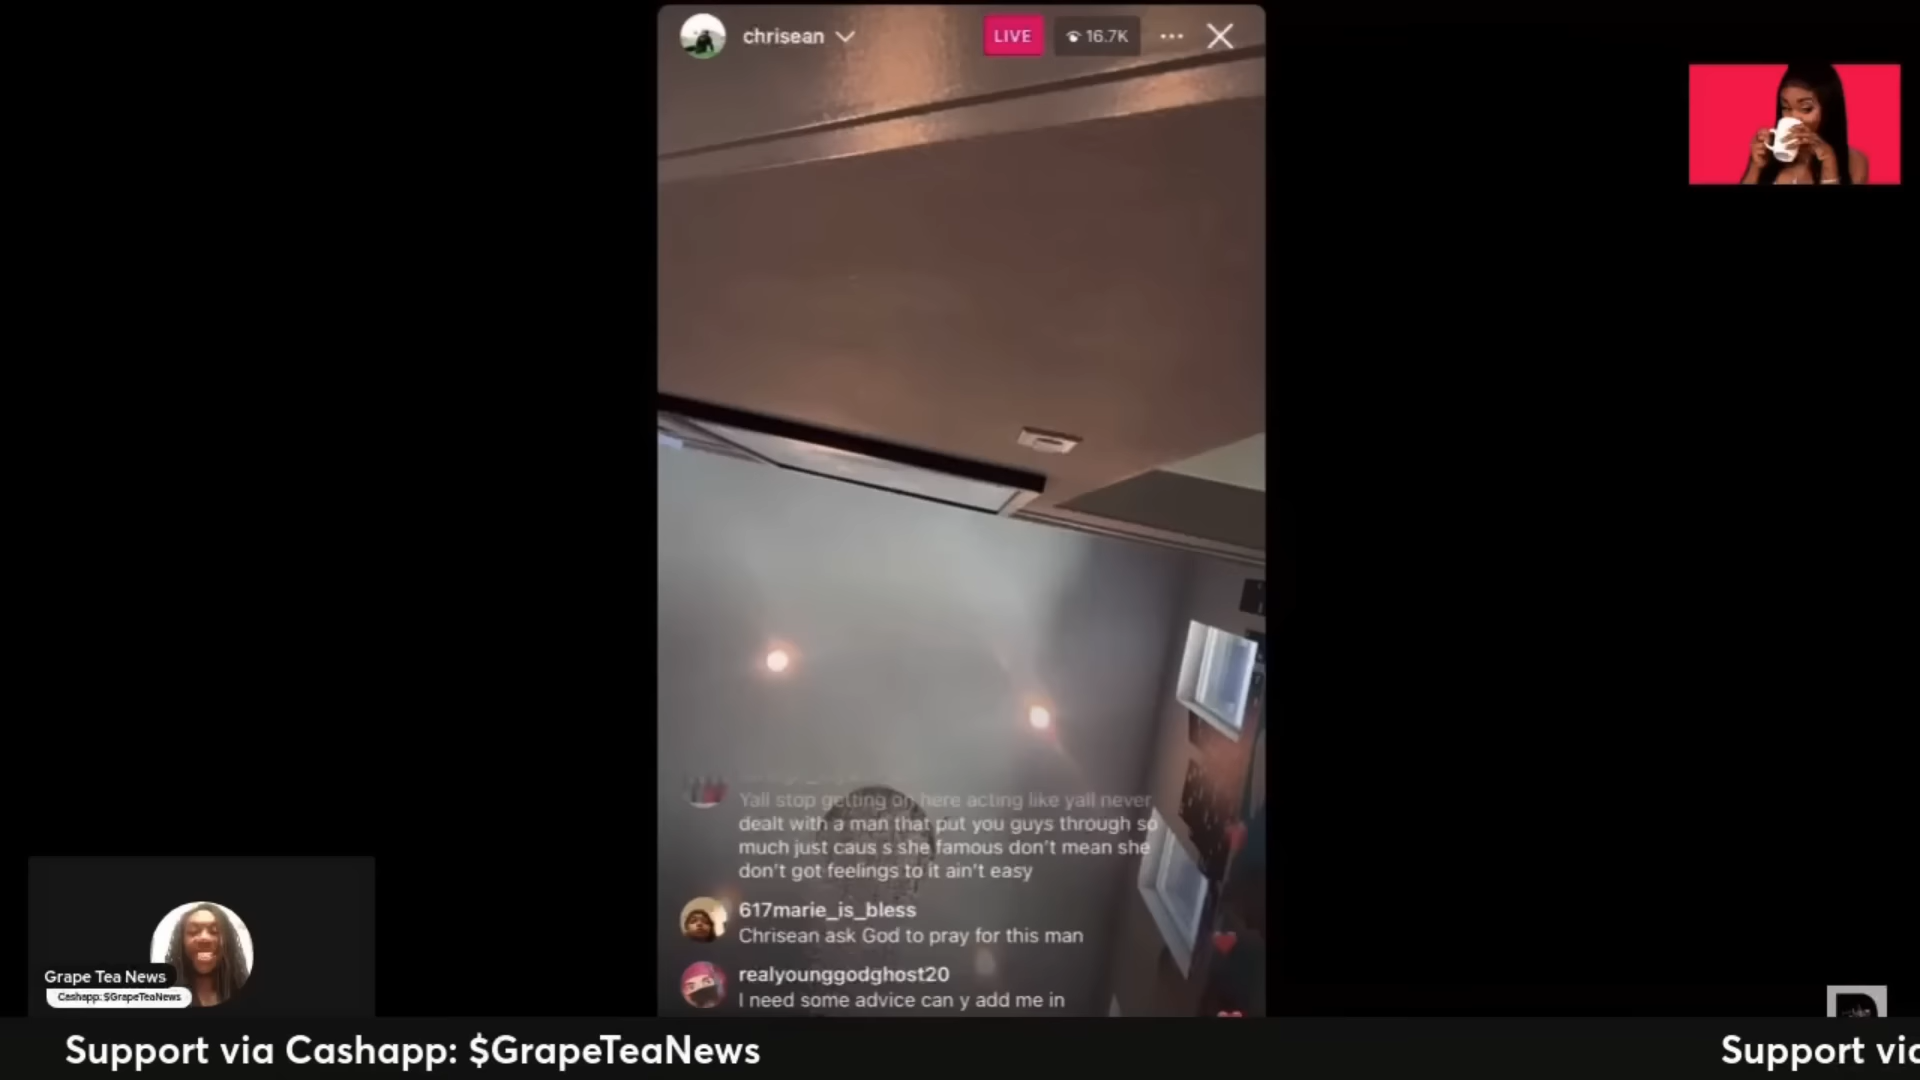 chrisean
LIVE
16.7K
Yall stop getting on here acting like yall never
dealt with a man that put you guys through so
much just caus s she famous don't mean she
don't got feelings to it ain't easy
617marie_is_bless
Chrisean ask God to pray for this man
realyounggodghost20
I need some advice can y add me in
Grape Tea News
Cashapp: $GrapeTeaNews
Support via Cashapp: $GrapeTeaNews
Support via